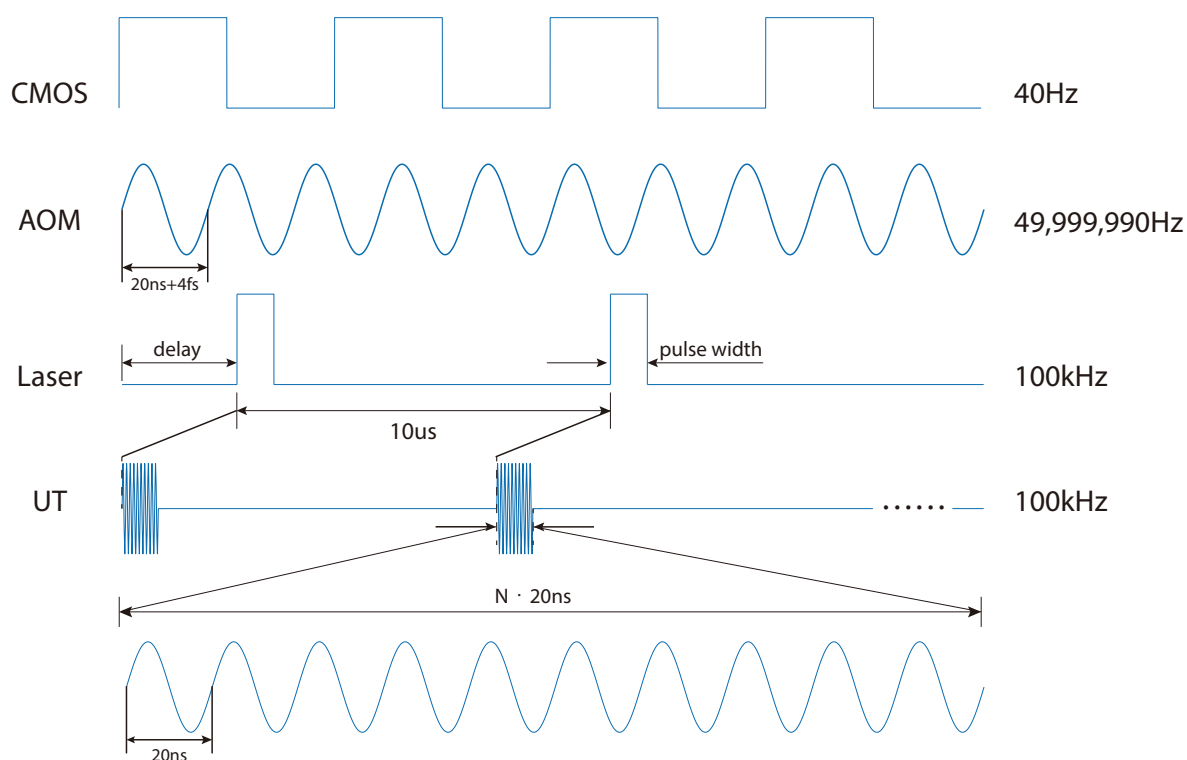 CMOS
40Hz
AOM
49,999,990Hz
20ns+4fs
delay
pulse width
Laser
100kHz
10us
UT
······
100kHz
N · 20ns
20ns